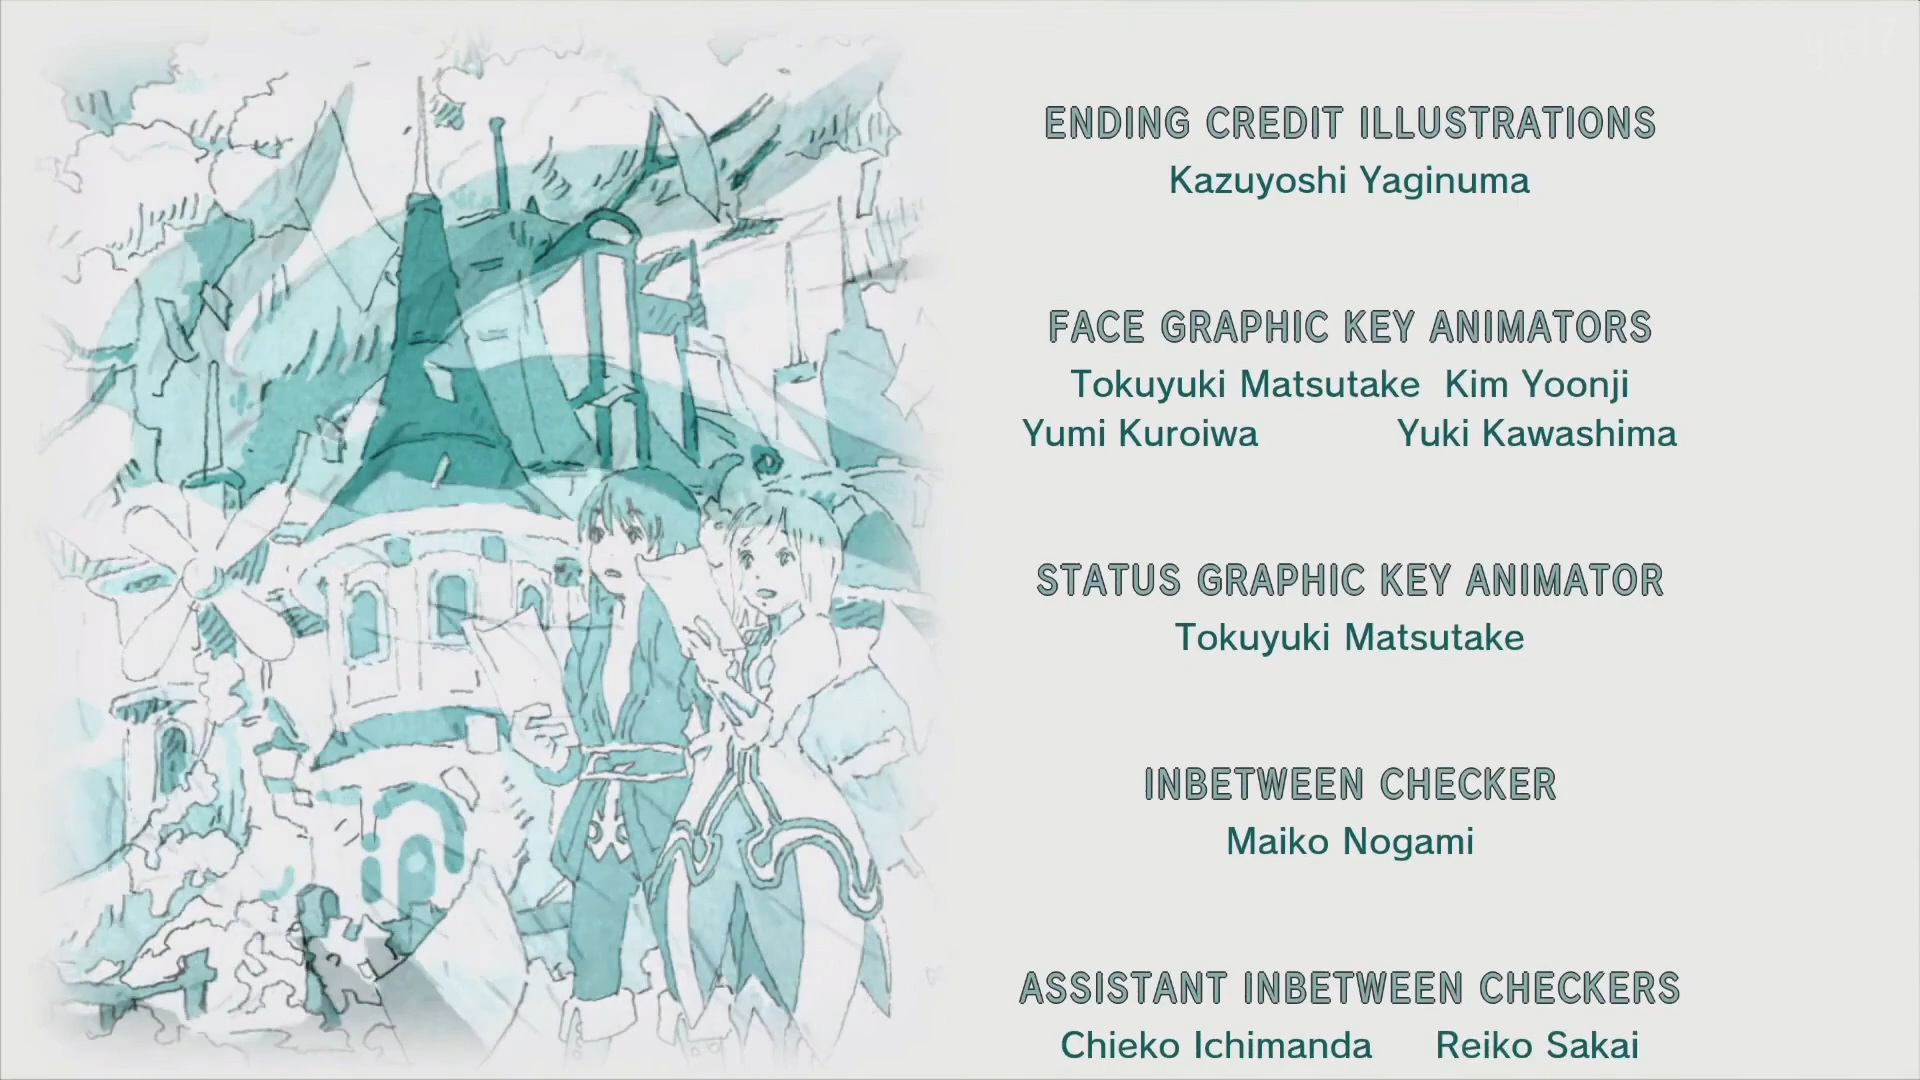 ENDING CREDIT ILLUSTRATIONS
Kazuyoshi Yaginuma
FACE GRAPHIC KEY ANIMATORS
Tokuyuki Matsutake Kim Yoonji
Yumi Kuroiwa Yuki Kawashima
STATUS GRAPHIC KEY ANIMATOR
Tokuyuki Matsutake
INBETWEEN CHECKER
Maiko Nogami
ASSISTANT INBETWEEN CHECKERS
Chieko Ichimanda Reiko Sakai